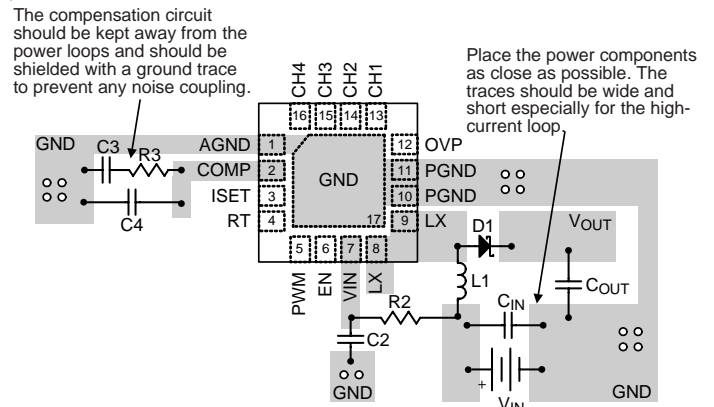 The compensation circuit
should be kept away from the
power loops and should be
shielded with a ground trace
to prevent any noise coupling.
Place the power components
as close as possible. The
traces should be wide and
short especially for the high-
current loop.
CH4
CH3
CH2
CH1
16
15
14
13
GND
C3
R3
C4
AGND
COMP
ISET
RT
1
2
3
4
GND
17
12
11
10
9
OVP
PGND
PGND
LX
5
6
7
8
PWM
EN
VIN
LX
D1
VOUT
L1
COUT
R2
CIN
C2
GND
+
VIN
GND